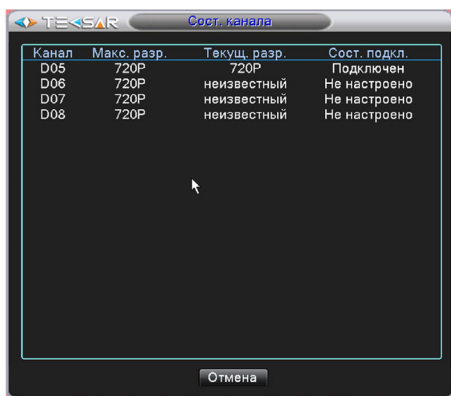 TEKSAR Сост. канала
Канал Макс. разр. Текущ. разр. Сост. подкл.
D05 720P 720P Подключен
D06 720P неизвестный Не настроено
D07 720P неизвестный Не настроено
D08 720P неизвестный Не настроено
Отмена